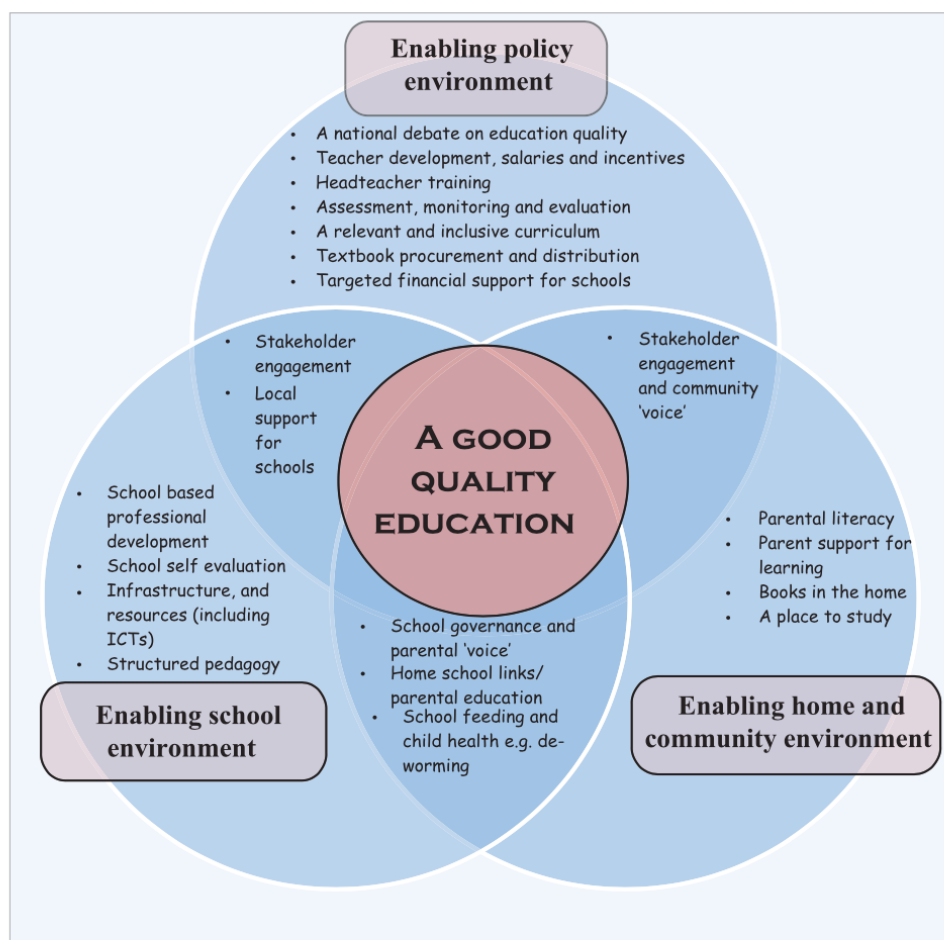 Enabling policy
environment
• A national debate on education quality
• Teacher development, salaries and incentives
• Headteacher training
• Assessment, monitoring and evaluation
• A relevant and inclusive curriculum
• Textbook procurement and distribution
• Targeted financial support for schools
• Stakeholder
engagement
• Local
support
for
schools
• Stakeholder
engagement
and community
‘voice’
A GOOD
QUALITY
EDUCATION
• School based
professional
development
• School self evaluation
• Infrastructure, and
resources (including
ICTs)
• Structured pedagogy
• Parental literacy
• Parent support for
learning
• Books in the home
• A place to study
• School governance and
parental ‘voice’
• Home school links/
parental education
• School feeding and
child health e.g. de-
worming
Enabling school
environment
Enabling home and
community environment